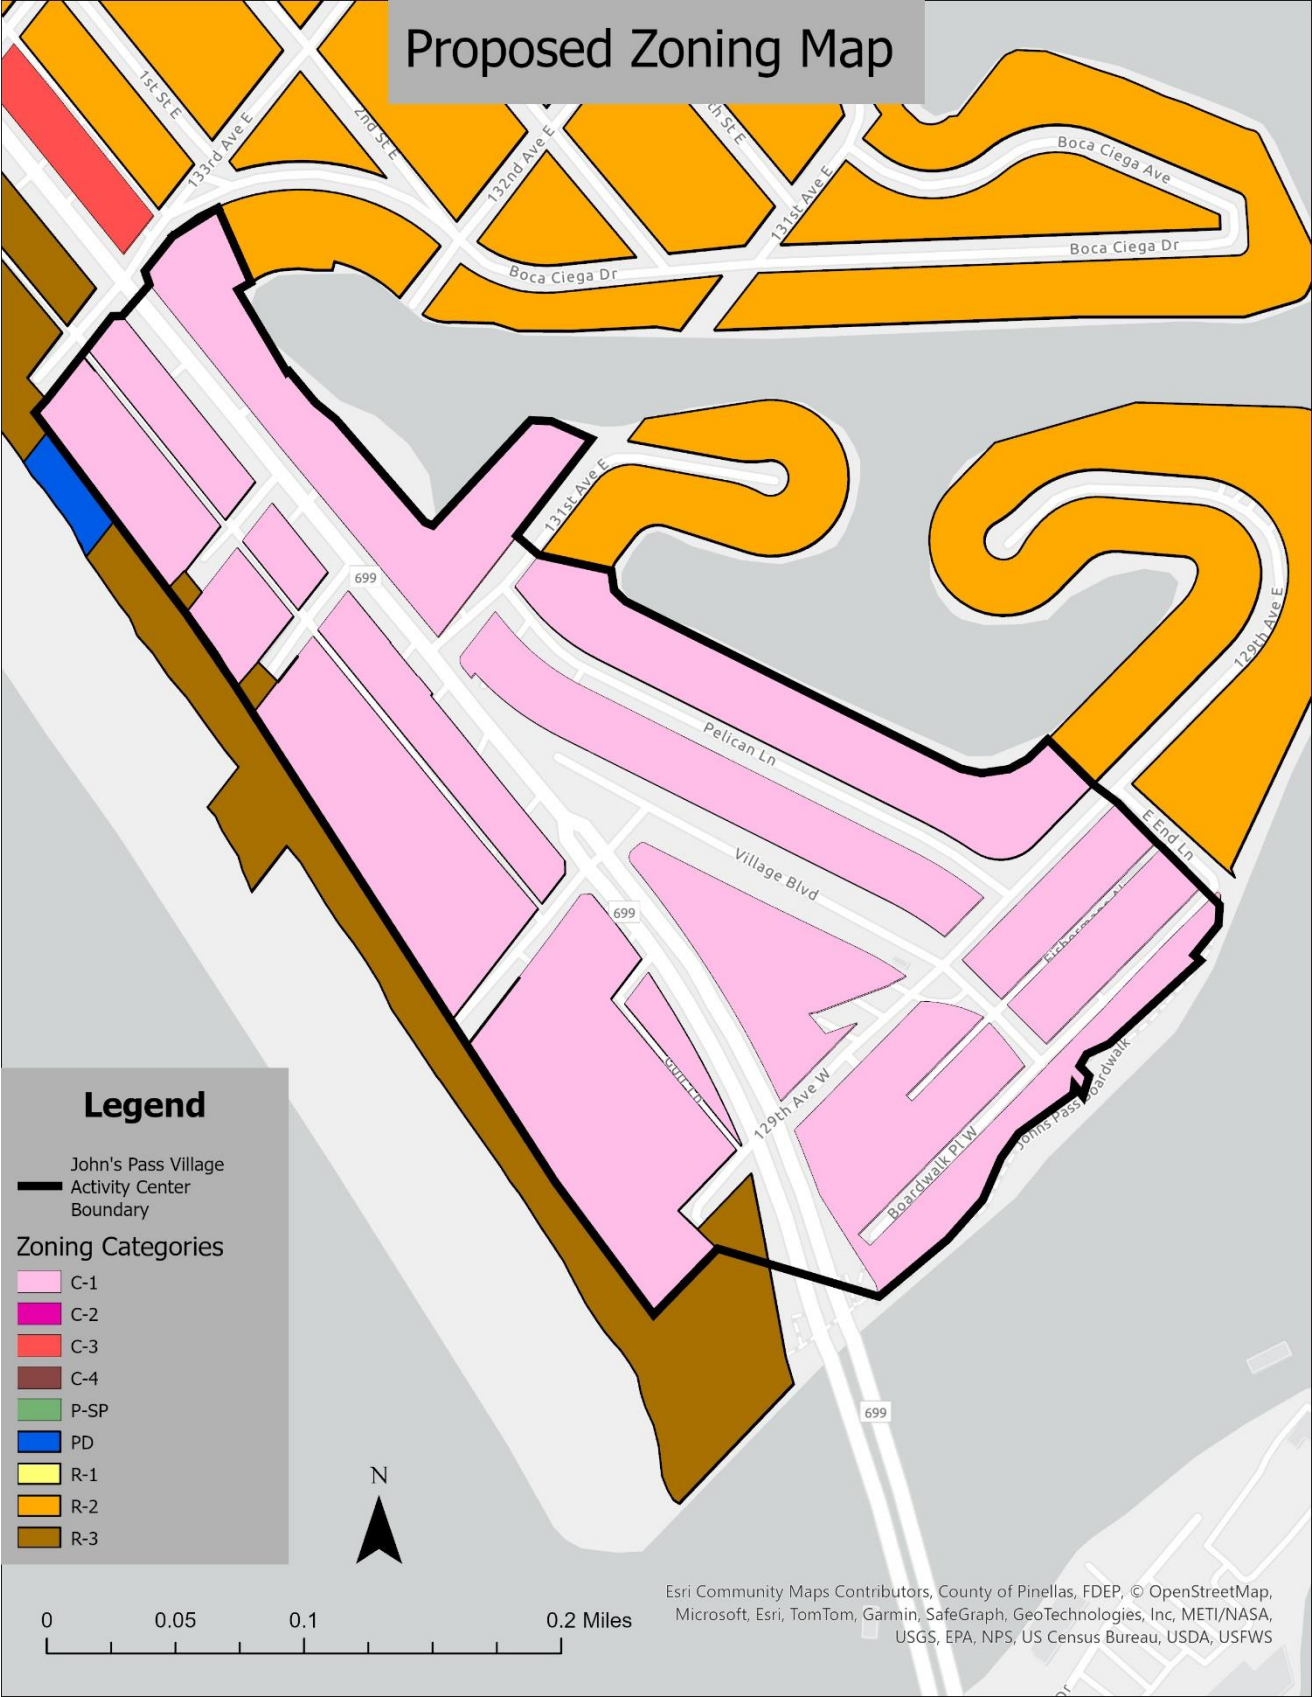 Proposed Zoning Map
1st St E
133rd Ave E
2nd St E
132nd Ave E
th St E
131st Ave E
Boca Ciega Ave
Boca Ciega Dr
Boca Ciega Dr
131st Ave E
699
129th Ave E
Pelican Ln
E End Ln
Village Blvd
699
Gulf Ln
129th Ave W
Johns Pass Boardwalk
Boardwalk Pl W
699
Legend
John's Pass Village
Activity Center
Boundary
Zoning Categories
C-1
C-2
C-3
C-4
P-SP
PD
R-1
R-2
R-3
N
0 0.05 0.1 0.2 Miles
Esri Community Maps Contributors, County of Pinellas, FDEP, © OpenStreetMap,
Microsoft, Esri, TomTom, Garmin, SafeGraph, GeoTechnologies, Inc, METI/NASA,
USGS, EPA, NPS, US Census Bureau, USDA, USFWS